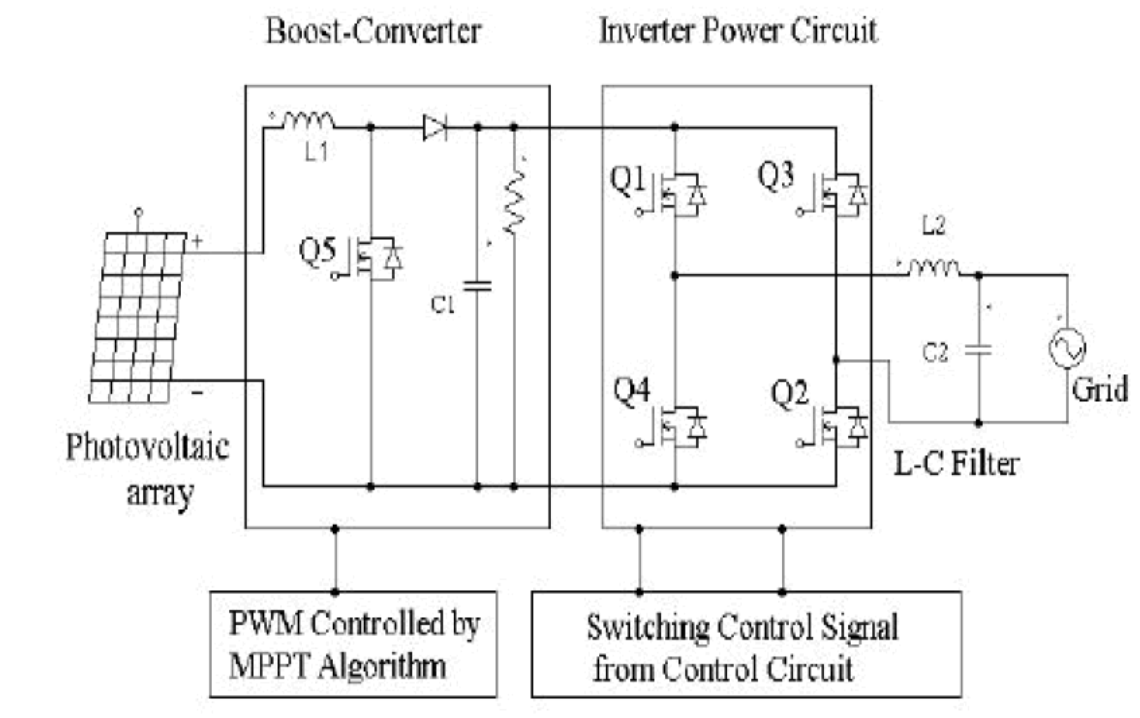 Boost-Converter
Inverter Power Circuit
L1
Q1
Q3
Q5
L2
+
C1
C2
Grid
Q4
Q2
-
Photovoltaic
array
L-C Filter
PWM Controlled by
MPPT Algorithm
Switching Control Signal
from Control Circuit